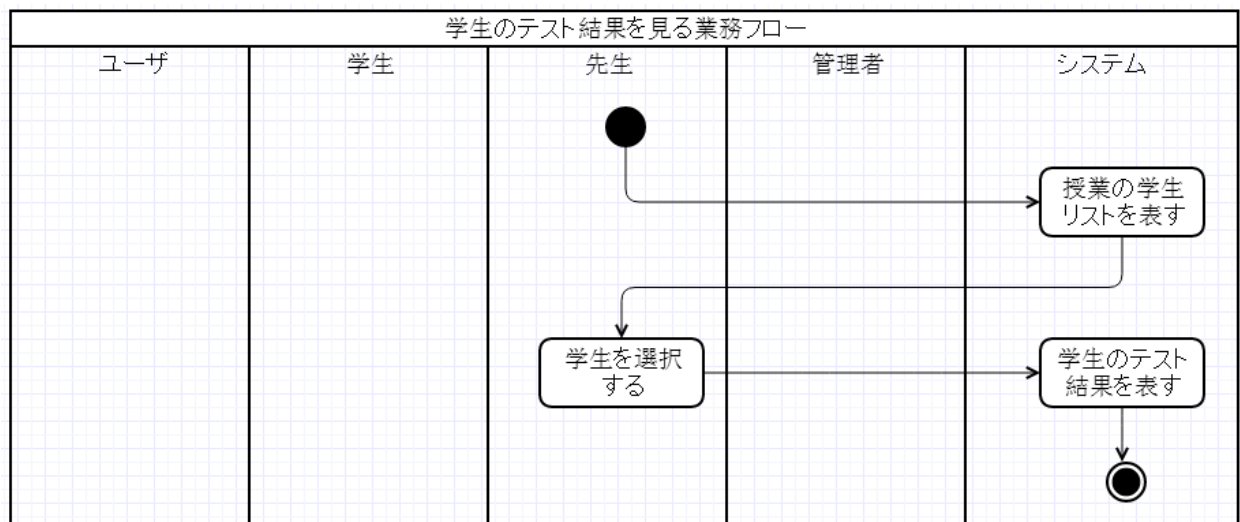 学生のテスト結果を見る業務フロー
ユーザ
学生
先生
管理者
システム
授業の学生
リストを表す
学生を選択
する
学生のテスト
結果を表す